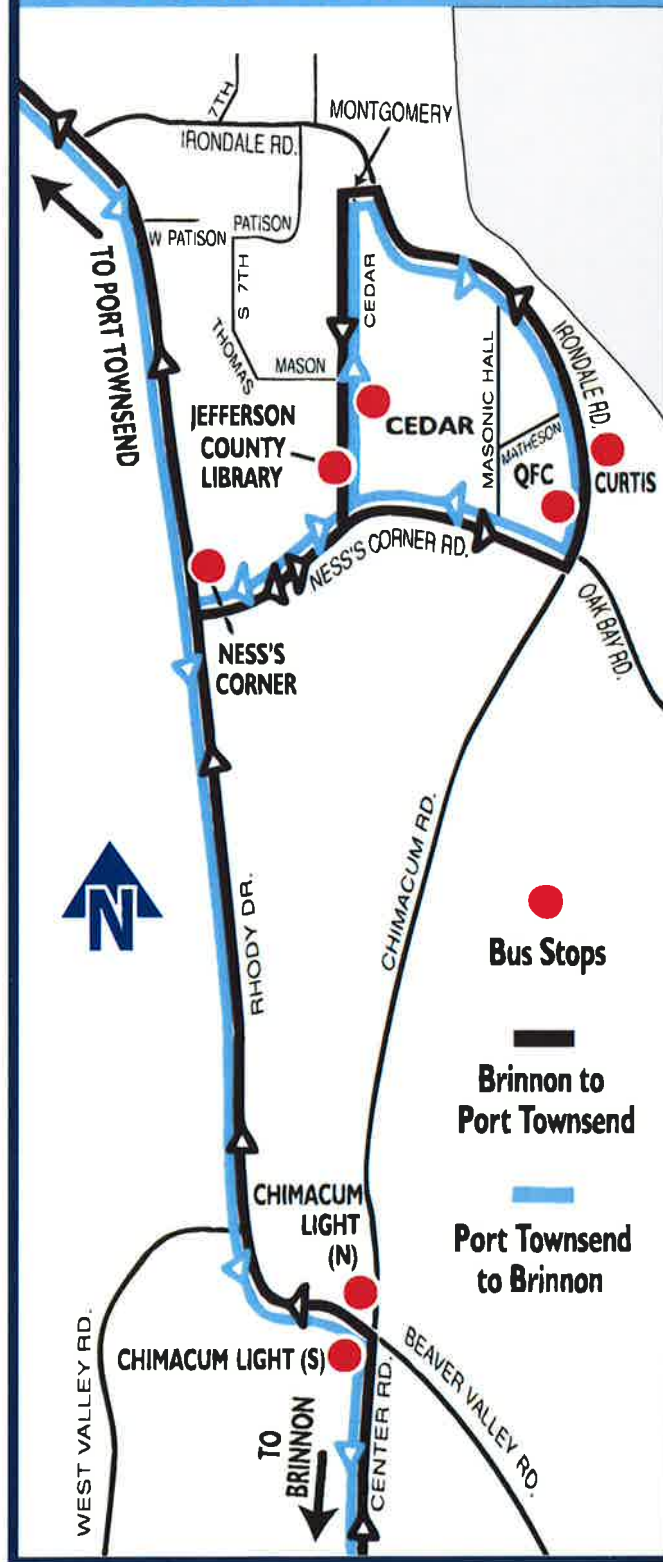 7TH
MONTGOMERY
IRONDALE RD.
W PATISON
PATISON
TO PORT TOWNSEND
S 7TH
CEDAR
THOMAS
MASON
MASONIC HALL
IRONDALE RD.
JEFFERSON
COUNTY
LIBRARY
CEDAR
MATHESON
QFC
CURTIS
NESS'S CORNER RD.
OAK BAY RD.
NESS'S
CORNER
CHIMACUM RD.
N
RHODY DR.
Bus Stops
Brinnon to
Port Townsend
CHIMACUM
LIGHT
(N)
Port Townsend
to Brinnon
WEST VALLEY RD.
CHIMACUM LIGHT (S)
BEAVER VALLEY RD.
TO
BRINNON
CENTER RD.